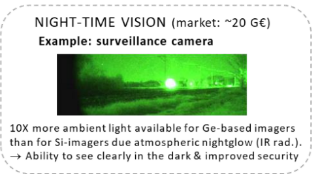 NIGHT-TIME VISION (market: ~20 G€)
Example: surveillance camera
10X more ambient light available for Ge-based imagers
than for Si-imagers due atmospheric nightglow (IR rad.).
→ Ability to see clearly in the dark & improved security